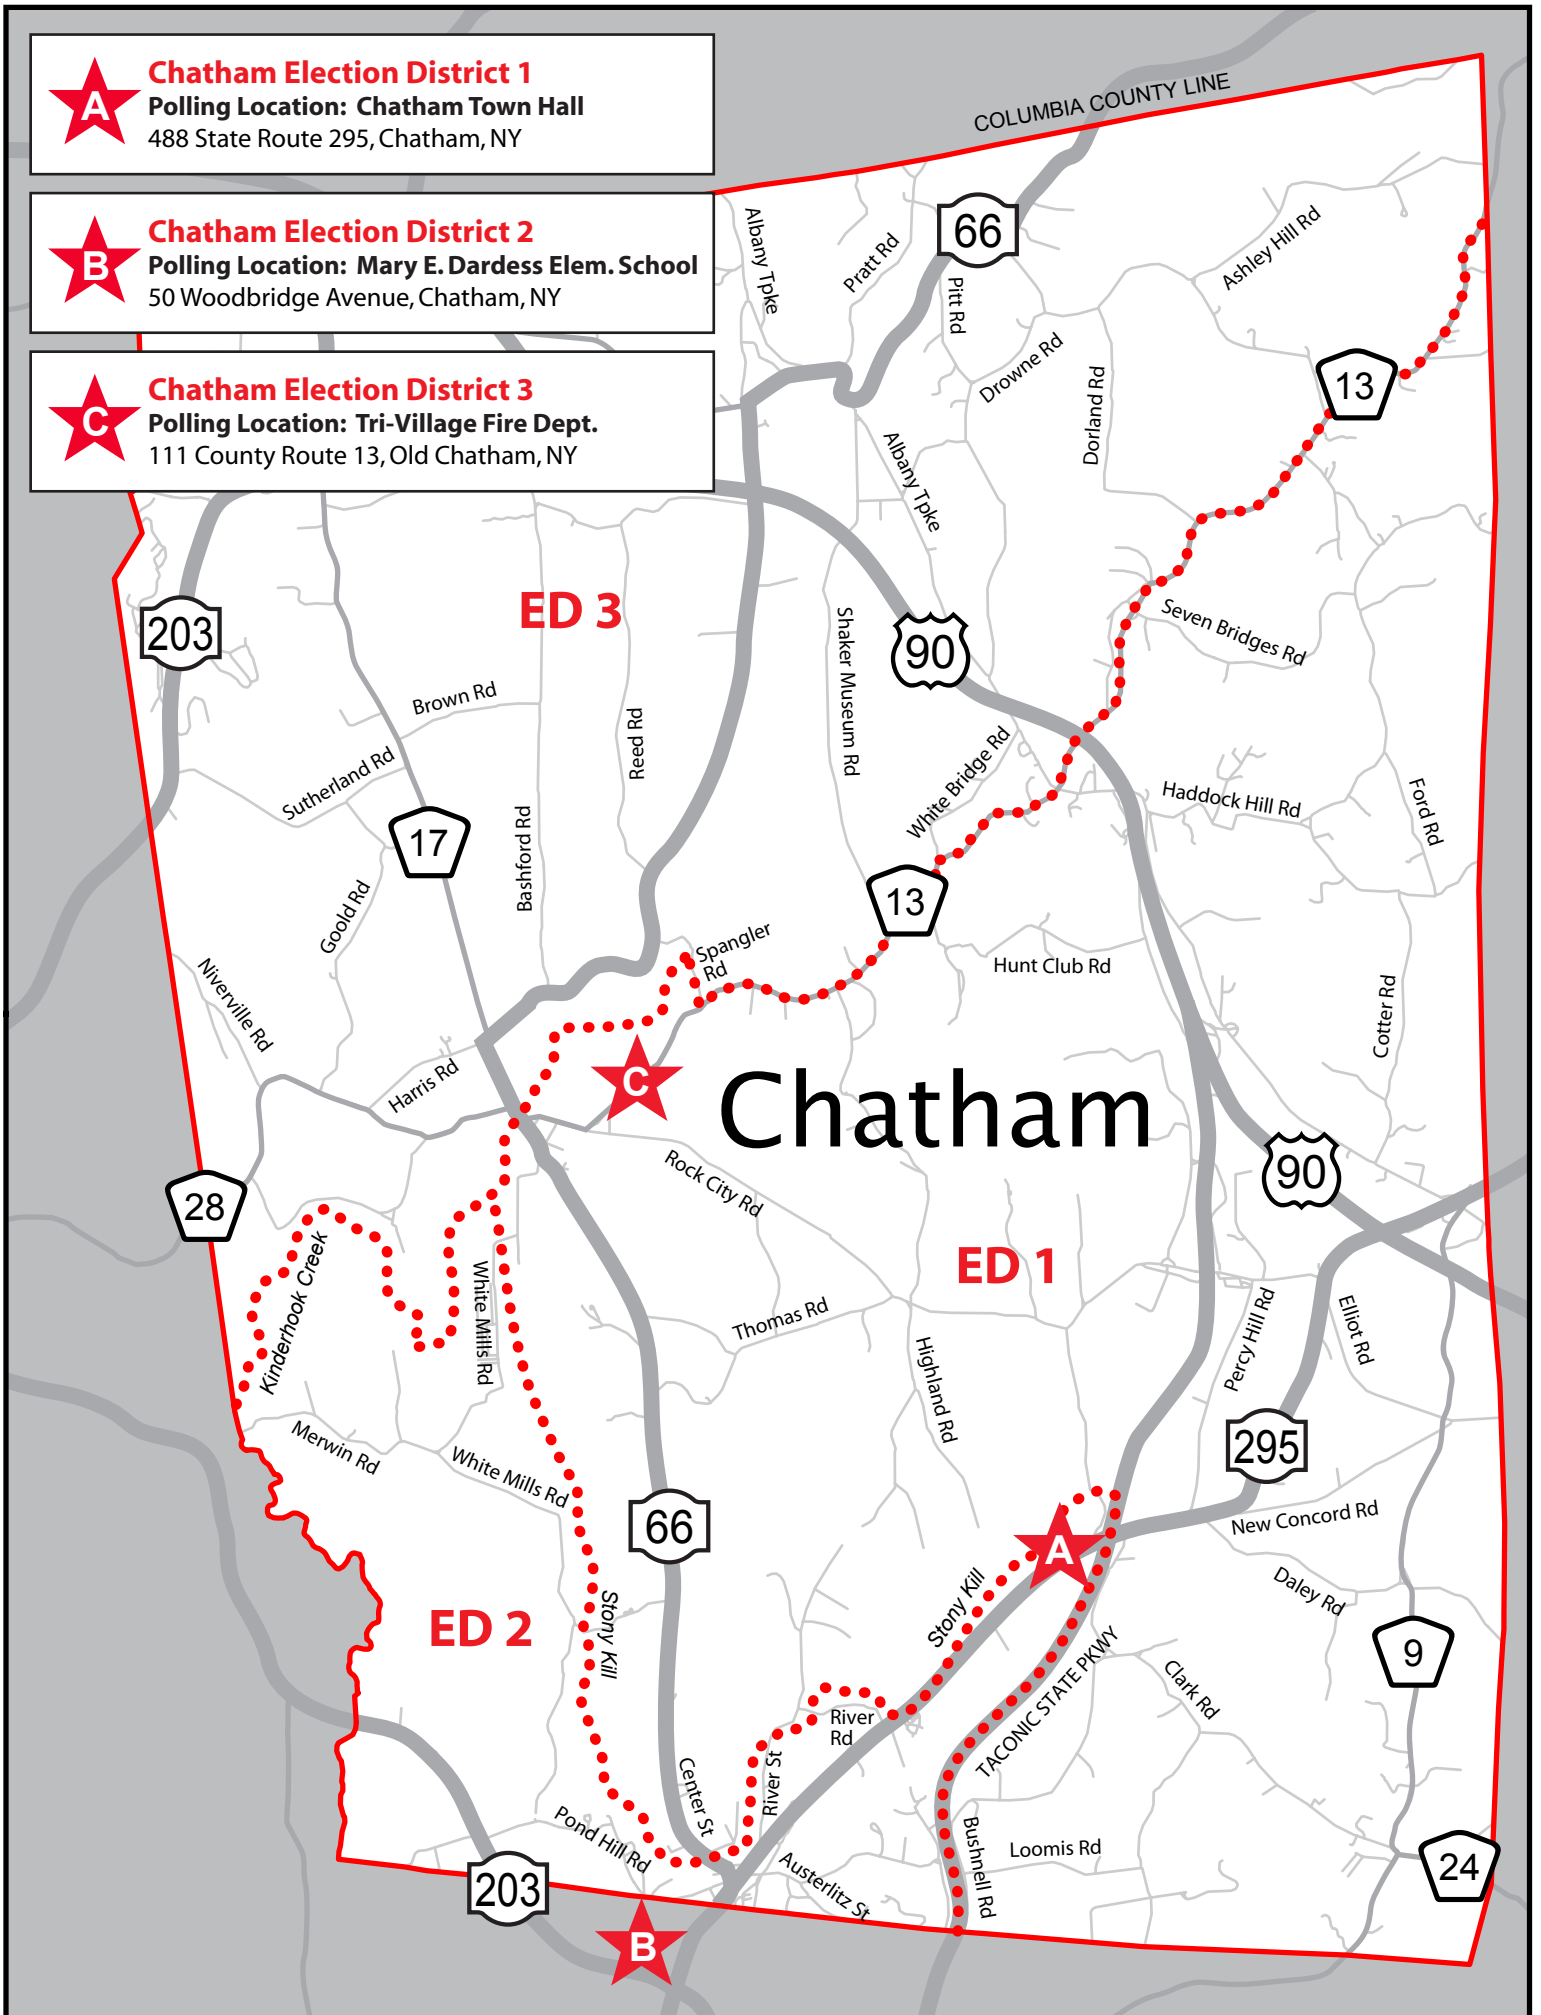 A
Chatham Election District 1
Polling Location: Chatham Town Hall
488 State Route 295, Chatham, NY
B
Chatham Election District 2
Polling Location: Mary E. Dardess Elem. School
50 Woodbridge Avenue, Chatham, NY
C
Chatham Election District 3
Polling Location: Tri-Village Fire Dept.
111 County Route 13, Old Chatham, NY
COLUMBIA COUNTY LINE
Albany Tpke
Pratt Rd
66
Pitt Rd
Ashley Hill Rd
Drowne Rd
Dorland Rd
13
Albany Tpke
ED 3
203
90
Seven Bridges Rd
Shaker Museum Rd
Brown Rd
Reed Rd
Sutherland Rd
White Bridge Rd
Haddock Hill Rd
Ford Rd
17
Bashford Rd
Goold Rd
13
Spangler
Rd
Hunt Club Rd
Niverville Rd
Cotter Rd
Harris Rd
C
Chatham
Rock City Rd
90
28
Kinderhook Creek
White Mills Rd
ED 1
Thomas Rd
Highland Rd
Percy Hill Rd
Elliot Rd
Merwin Rd
White Mills Rd
295
66
New Concord Rd
A
Daley Rd
Stony Kill
Stony Kill
ED 2
9
TACONIC STATE PKWY
Clark Rd
River
Rd
River St
Center St
Pond Hill Rd
Austerlitz St
Bushnell Rd
Loomis Rd
24
203
B